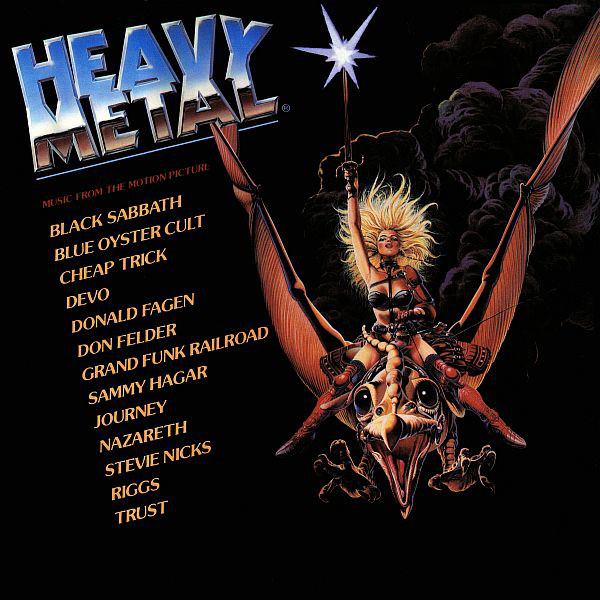 HEAVY
METAL®
MUSIC FROM THE MOTION PICTURE
BLACK SABBATH
BLUE OYSTER CULT
CHEAP TRICK
DEVO
DONALD FAGEN
DON FELDER
GRAND FUNK RAILROAD
SAMMY HAGAR
JOURNEY
NAZARETH
STEVIE NICKS
RIGGS
TRUST